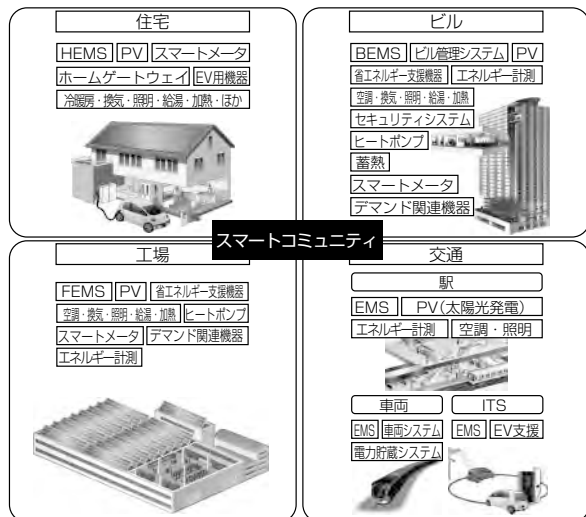 住宅
HEMS PV スマートメータ
ホームゲートウェイ EV用機器
冷暖房・換気・照明・給湯・加熱・ほか
ビル
BEMS ビル管理システム PV
省エネルギー支援機器 エネルギー計測
空調・換気・照明・給湯・加熱
セキュリティシステム
ヒートポンプ
蓄熱
スマートメータ
デマンド関連機器
スマートコミュニティ
工場
FEMS PV 省エネルギー支援機器
空調・換気・照明・給湯・加熱 ヒートポンプ
スマートメータ デマンド関連機器
エネルギー計測
交通
駅
EMS PV(太陽光発電)
エネルギー計測 空調・照明
車両
EMS 車両システム
電力貯蔵システム
ITS
EMS EV支援